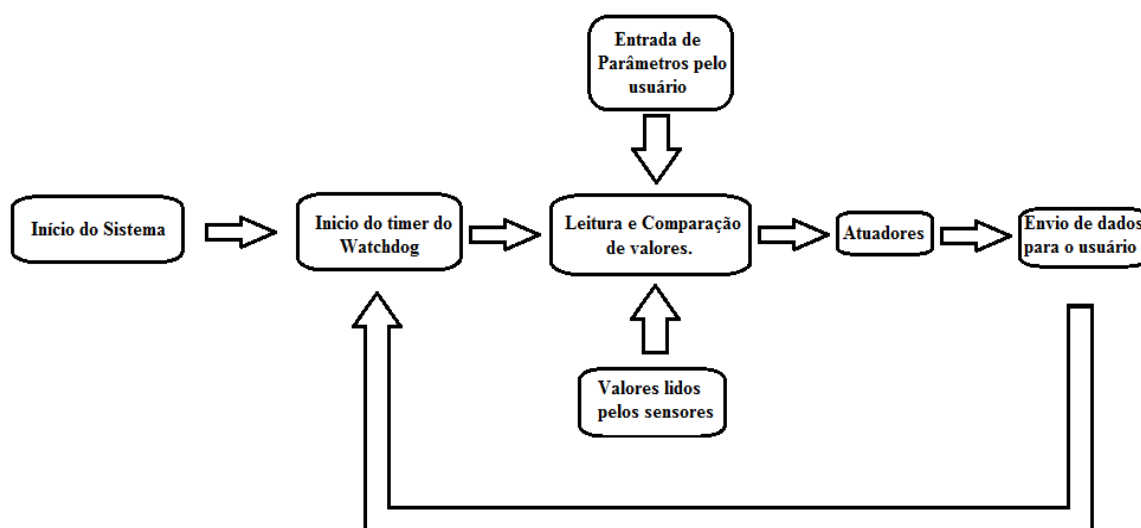 Entrada de
Parâmetros pelo
usuário
Início do Sistema
Inicio do timer do
Watchdog
Leitura e Comparação
de valores.
Atuadores
Envio de dados
para o usuário
Valores lidos
pelos sensores